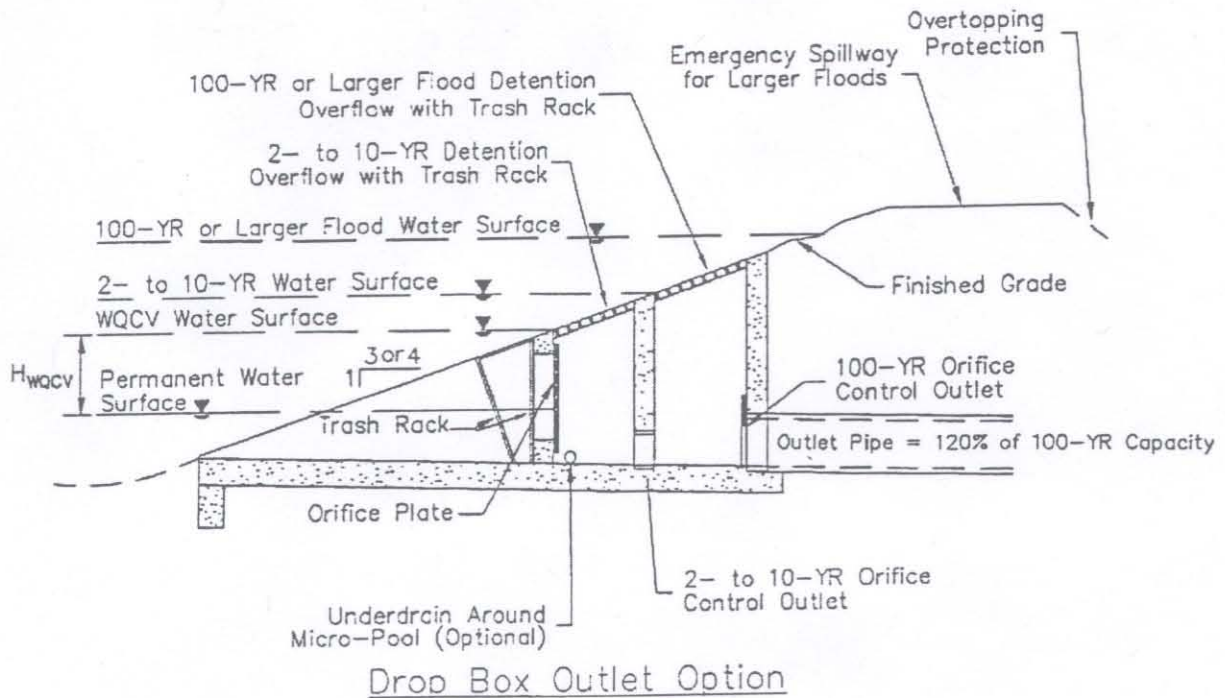 Overtopping
Protection
Emergency Spillway
for Larger Floods
100-YR or Larger Flood Detention
Overflow with Trash Rack
2- to 10-YR Detention
Overflow with Trash Rack
100-YR or Larger Flood Water Surface
2- to 10-YR Water Surface
Finished Grade
WQCV Water Surface
3 or 4
1
HWQCV
Permanent Water
Surface
100-YR Orifice
Control Outlet
Trash Rack
Outlet Pipe = 120% of 100-YR Capacity
Orifice Plate
2- to 10-YR Orifice
Control Outlet
Underdrain Around
Micro-Pool (Optional)
Drop Box Outlet Option